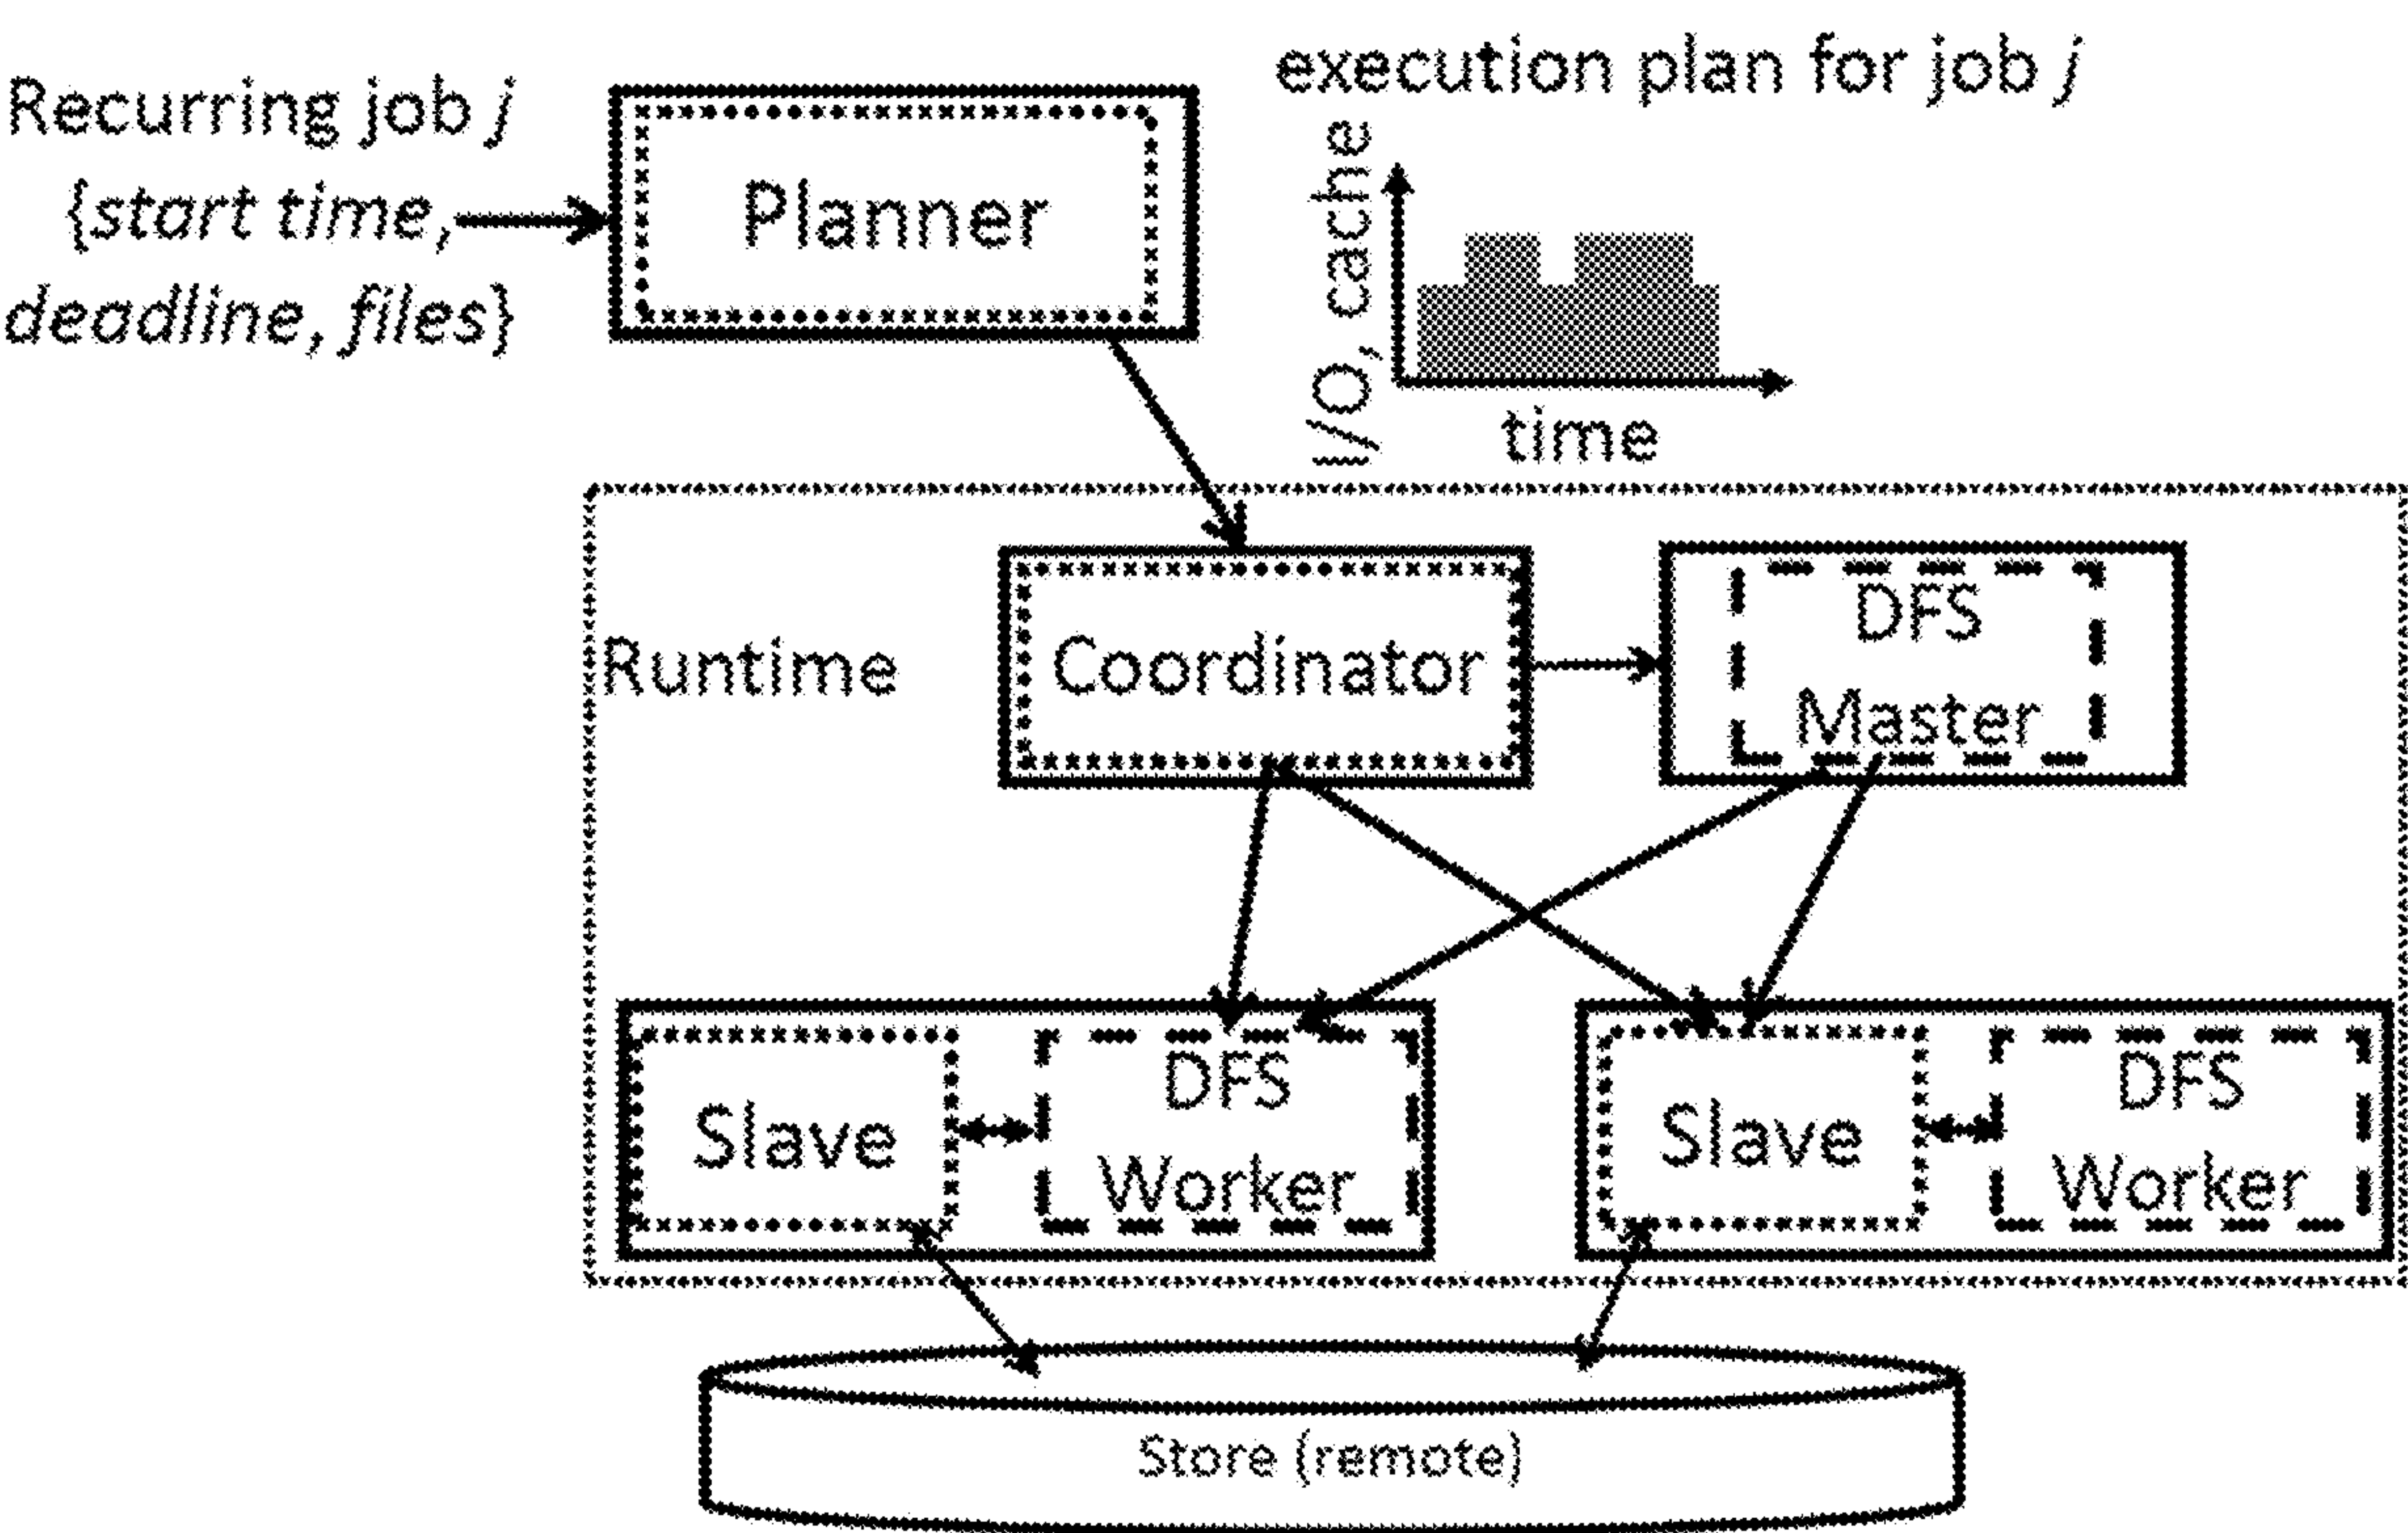 Recurring job j
{start time,
deadline, files}
Planner
execution plan for job j
I/O, cache
time
Runtime
Coordinator
DFS
Master
Slave
DFS
Worker
Slave
DFS
Worker
Store (remote)